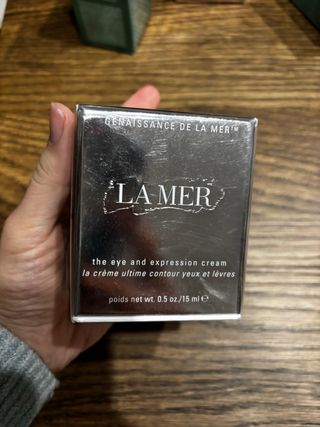 GÉNAISSANCE DE LA MER™
LA MER
the eye and expression cream
la crème ultime contour yeux et lèvres
poids net wt. 0.5 oz./15 ml ℮